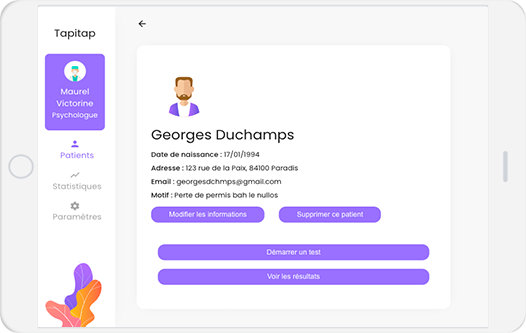 Tapitap
Maurel
Victorine
Psychologue
Patients
Statistiques
Paramètres
Georges Duchamps
Date de naissance : 17/01/1994
Adresse : 123 rue de la Paix, 84100 Paradis
Email : georgesdchmps@gmail.com
Motif : Perte de permis bah le nullos
Modifier les informations
Supprimer ce patient
Démarrer un test
Voir les résultats